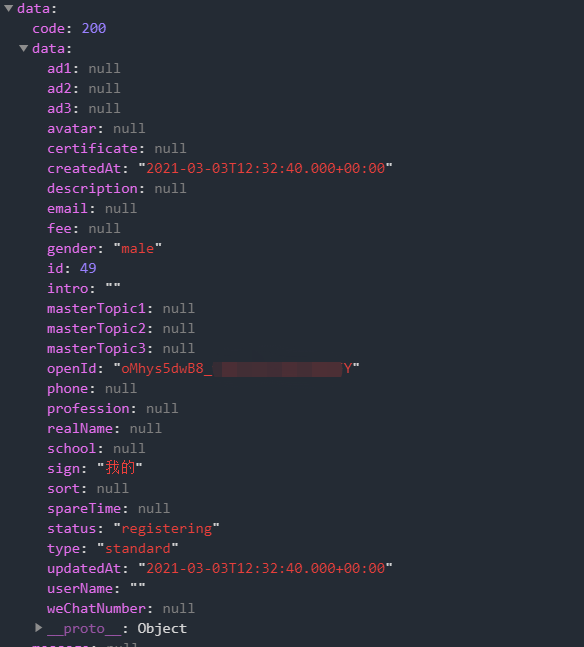 data:
code: 200
data:
ad1: null
ad2: null
ad3: null
avatar: null
certificate: null
createdAt: "2021-03-03T12:32:40.000+00:00"
description: null
email: null
fee: null
gender: "male"
id: 49
intro: ""
masterTopic1: null
masterTopic2: null
masterTopic3: null
openId: "oMhys5dwB8_ Y"
phone: null
profession: null
realName: null
school: null
sign: "我的"
sort: null
spareTime: null
status: "registering"
type: "standard"
updatedAt: "2021-03-03T12:32:40.000+00:00"
userName: ""
weChatNumber: null
__proto__: Object